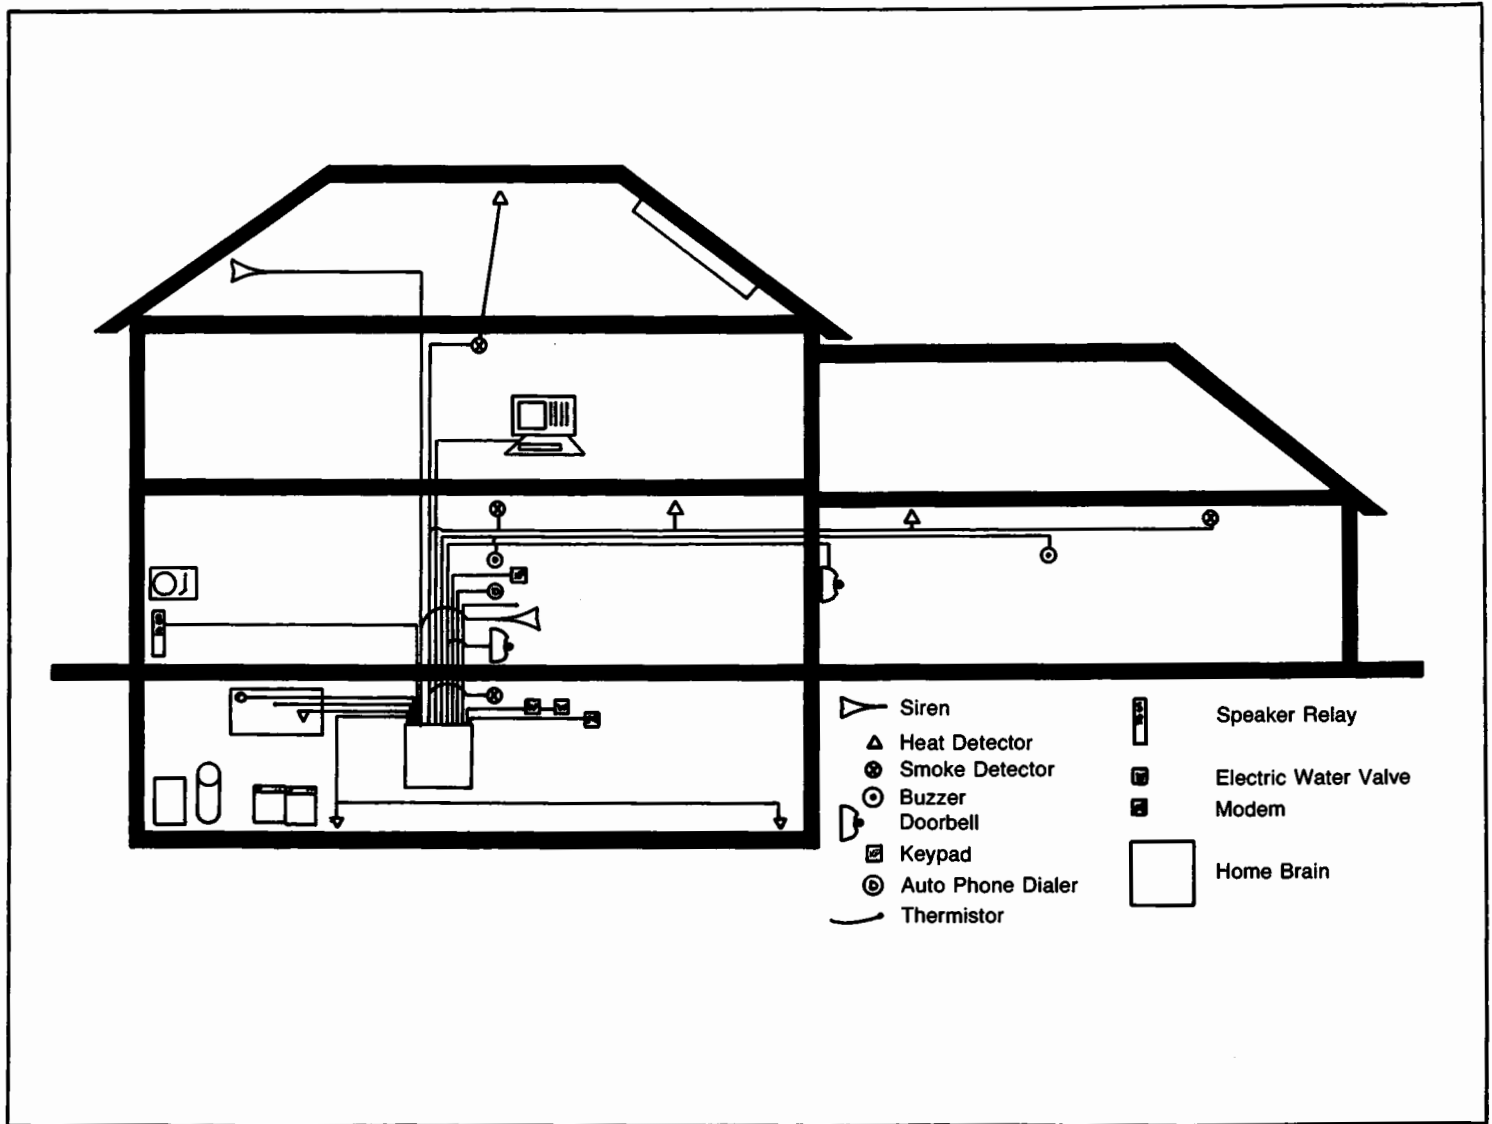 Siren
Heat Detector
Smoke Detector
Buzzer
Doorbell
Keypad
Auto Phone Dialer
Thermistor
Speaker Relay
Electric Water Valve
Modem
Home Brain